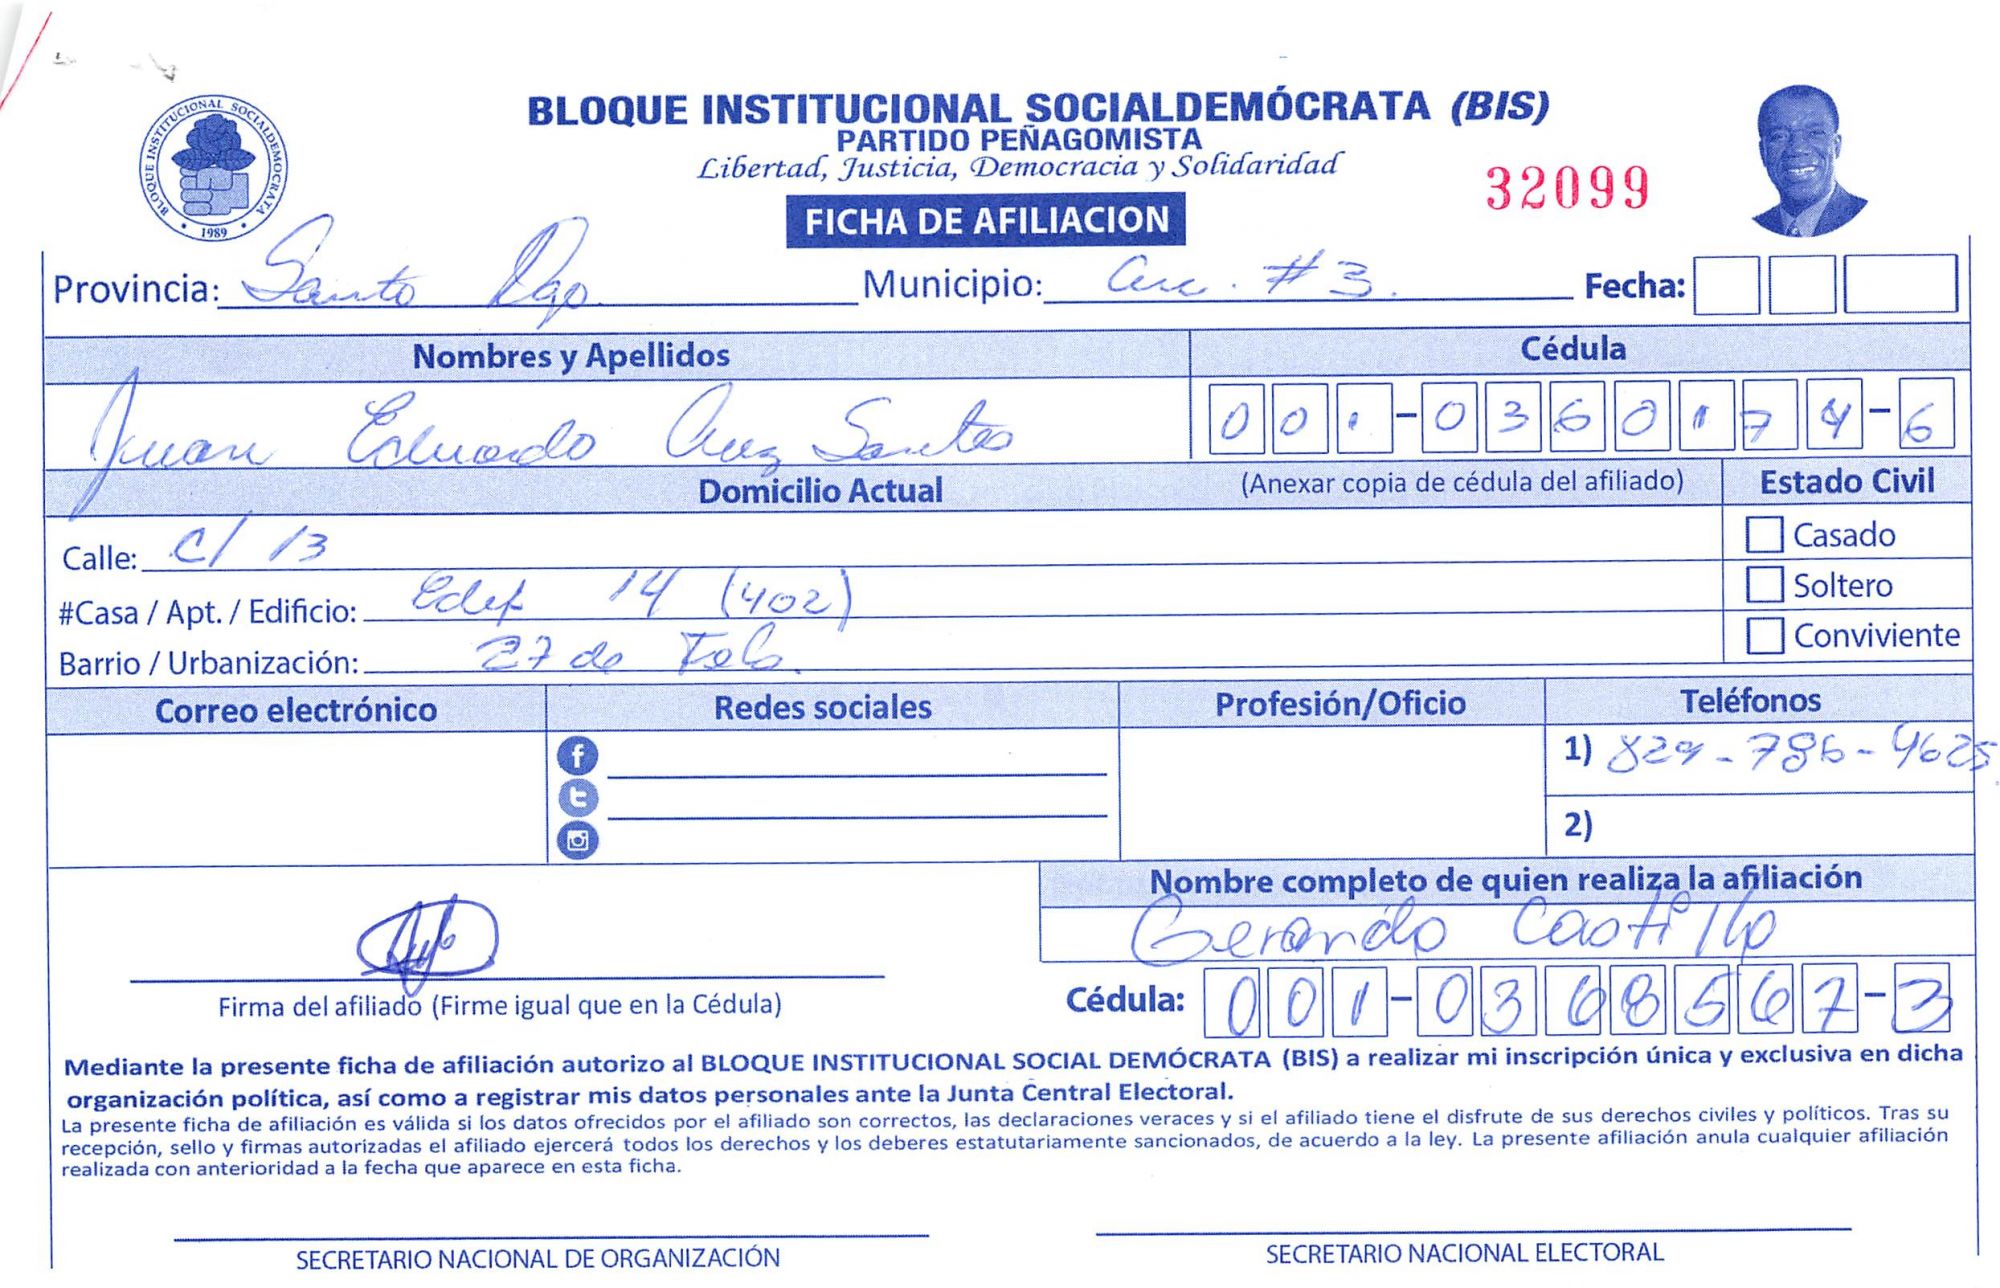 BLOQUE INSTITUCIONAL SOCIALDEMOCRATA
1989
BLOQUE INSTITUCIONAL SOCIALDEMÓCRATA (BIS)
PARTIDO PEÑAGOMISTA
Libertad, Justicia, Democracia y Solidaridad
32099
FICHA DE AFILIACION
Provincia: Santo Dgo. Municipio: Circ. #3. Fecha:
Nombres y Apellidos Cédula
Juan Eduardo Cruz Santos 001-0360174-6
Domicilio Actual (Anexar copia de cédula del afiliado) Estado Civil
Calle: C/ 13 Casado
#Casa / Apt. / Edificio: Edif 14 (402) Soltero
Barrio / Urbanización: 27 de Feb. Conviviente
Correo electrónico Redes sociales Profesión/Oficio Teléfonos
1) 829-786-4625
2)
Nombre completo de quien realiza la afiliación
Gerardo Castillo
Firma del afiliado (Firme igual que en la Cédula) Cédula: 001-0368567-3
Mediante la presente ficha de afiliación autorizo al BLOQUE INSTITUCIONAL SOCIAL DEMÓCRATA (BIS) a realizar mi inscripción única y exclusiva en dicha
organización política, así como a registrar mis datos personales ante la Junta Central Electoral.
La presente ficha de afiliación es válida si los datos ofrecidos por el afiliado son correctos, las declaraciones veraces y si el afiliado tiene el disfrute de sus derechos civiles y políticos. Tras su
recepción, sello y firmas autorizadas el afiliado ejercerá todos los derechos y los deberes estatutariamente sancionados, de acuerdo a la ley. La presente afiliación anula cualquier afiliación
realizada con anterioridad a la fecha que aparece en esta ficha.
SECRETARIO NACIONAL DE ORGANIZACIÓN SECRETARIO NACIONAL ELECTORAL